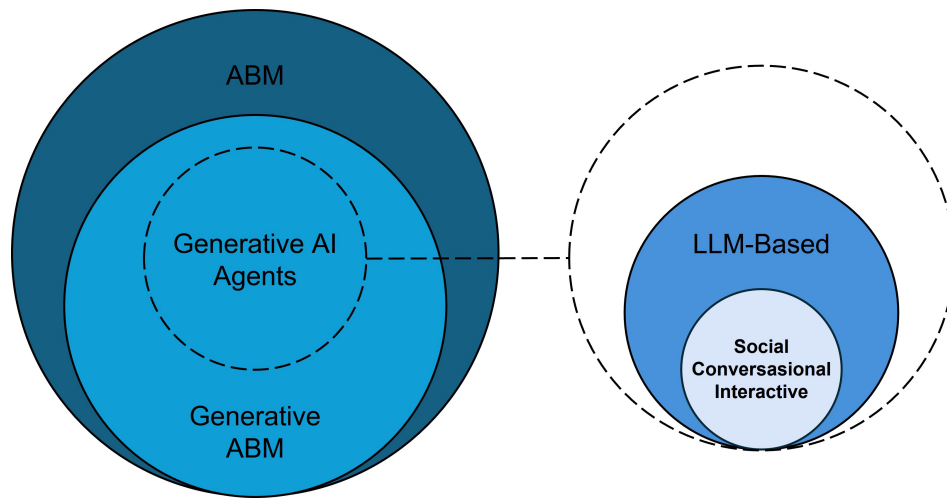 ABM
Generative AI
Agents
Generative
ABM
LLM-Based
Social
Conversasional
Interactive